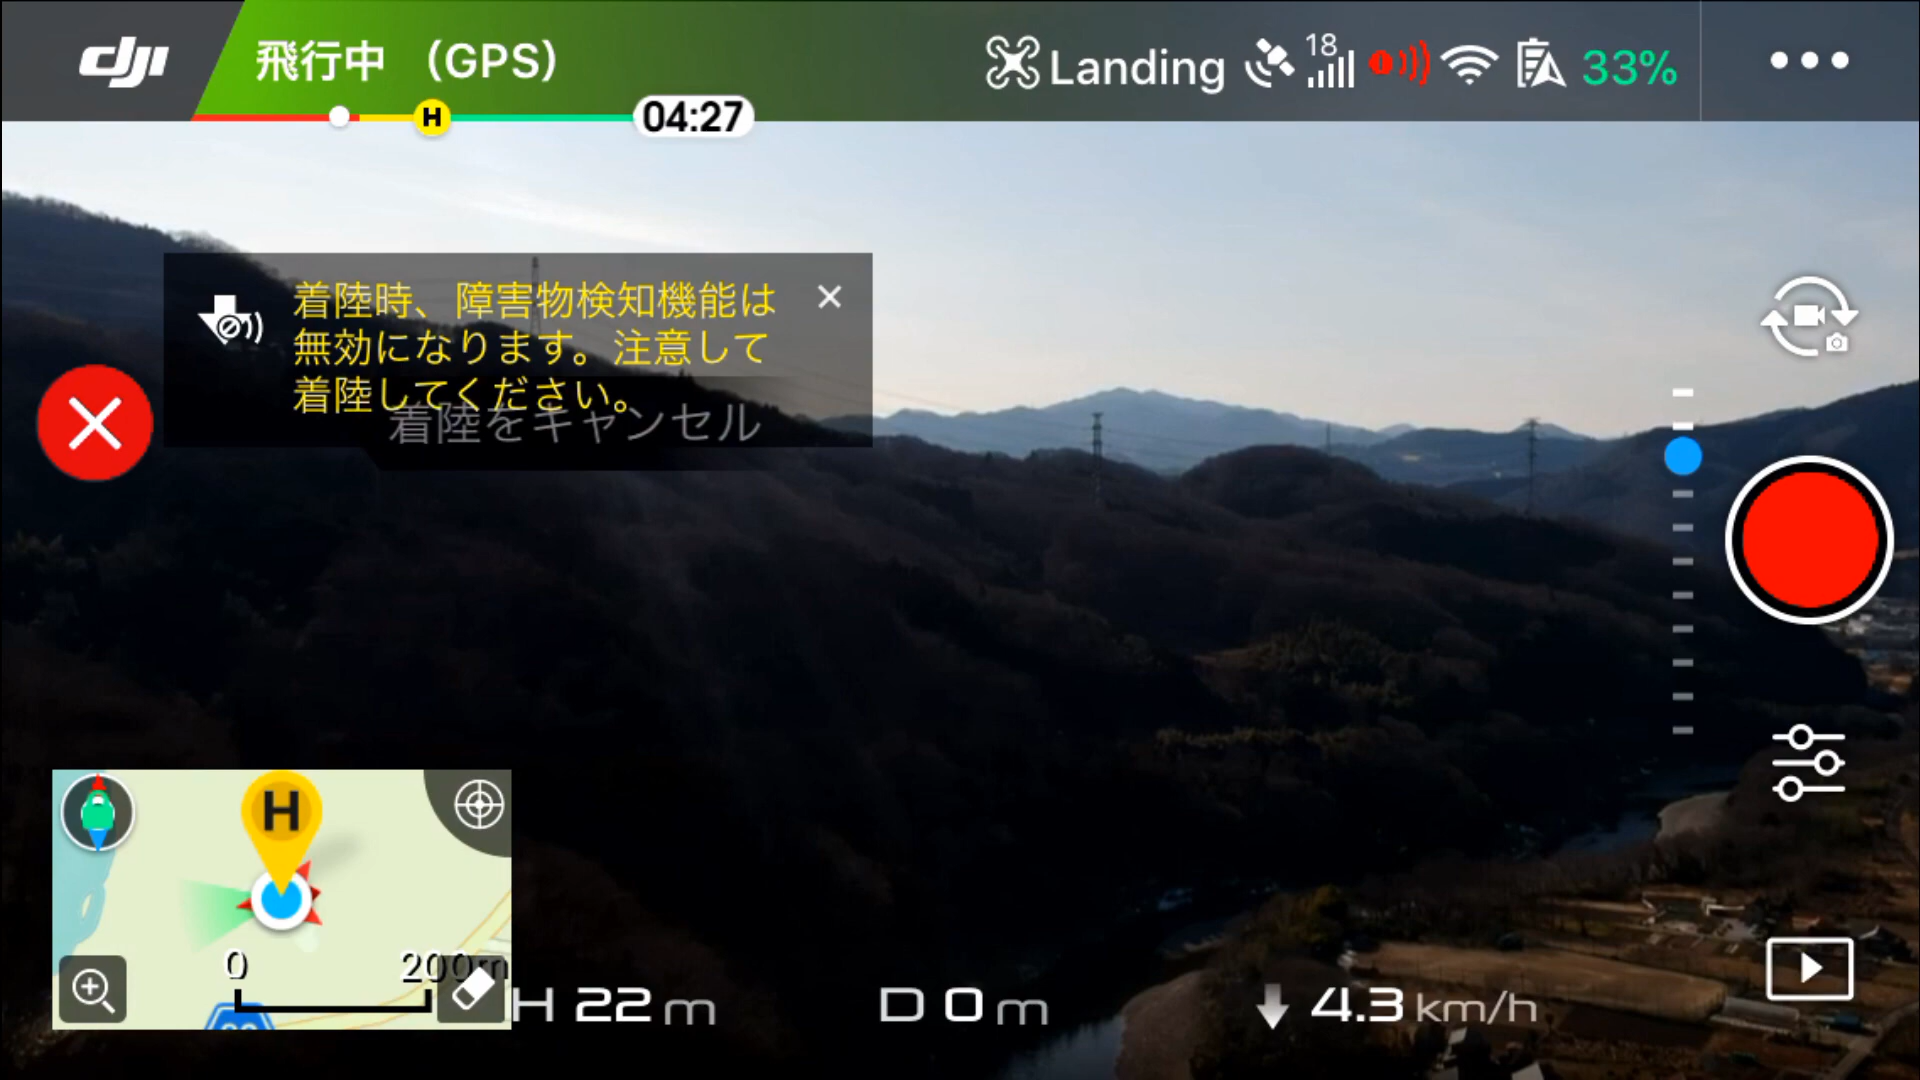 dji
飛行中 (GPS)
Landing
18
33%
H
04:27
着陸時、障害物検知機能は
無効になります。注意して
着陸してください。
着陸をキャンセル
H
0
200m
H 22 m
D 0 m
4.3 km/h